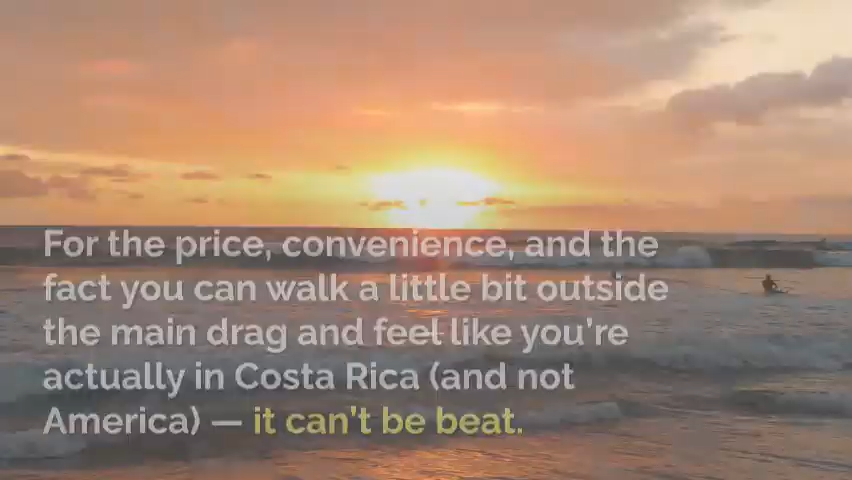 For the price, convenience, and the
fact you can walk a little bit outside
the main drag and feel like you're
actually in Costa Rica (and not
America) — it can't be beat.